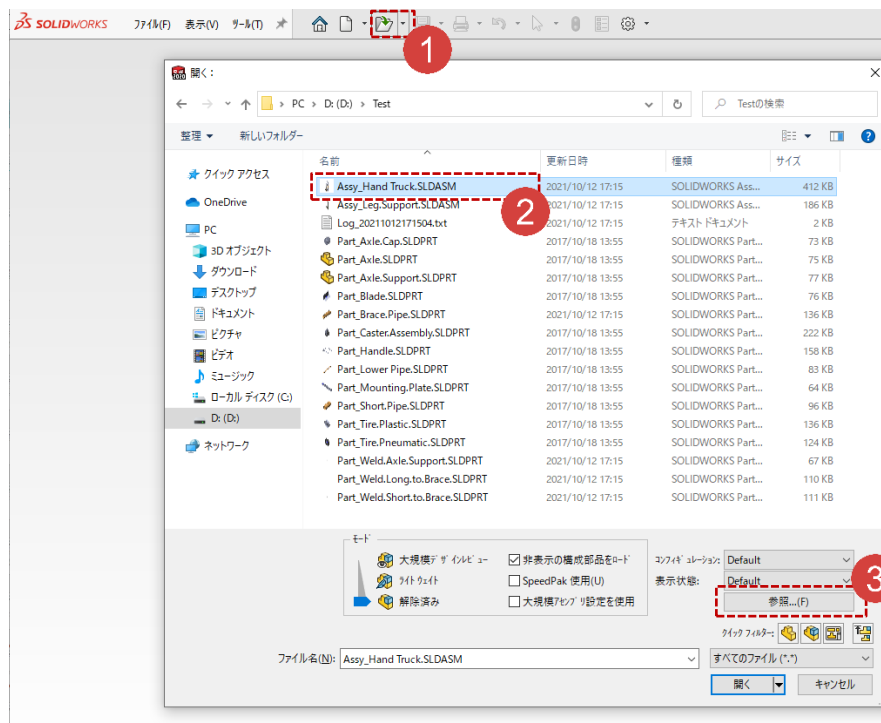 SOLIDWORKS ファイル(F) 表示(V) ツール(T)
1
開く:
PC > D: (D:) > Test Testの検索
整理 新しいフォルダー
名前 更新日時 種類 サイズ
クイック アクセス
OneDrive
PC
3D オブジェクト
ダウンロード
デスクトップ
ドキュメント
ピクチャ
ビデオ
ミュージック
ローカル ディスク (C:)
D: (D:)
ネットワーク
Assy_Hand Truck.SLDASM 2021/10/12 17:15 SOLIDWORKS Ass... 412 KB
2
Assy_Leg.Support.SLDASM 2021/10/12 17:15 SOLIDWORKS Ass... 186 KB
Log_20211012171504.txt 2021/10/12 17:15 テキスト ドキュメント 2 KB
Part_Axle.Cap.SLDPRT 2017/10/18 13:55 SOLIDWORKS Part... 73 KB
Part_Axle.SLDPRT 2017/10/18 13:55 SOLIDWORKS Part... 75 KB
Part_Axle.Support.SLDPRT 2017/10/18 13:55 SOLIDWORKS Part... 77 KB
Part_Blade.SLDPRT 2017/10/18 13:55 SOLIDWORKS Part... 76 KB
Part_Brace.Pipe.SLDPRT 2021/10/12 17:15 SOLIDWORKS Part... 136 KB
Part_Caster.Assembly.SLDPRT 2017/10/18 13:55 SOLIDWORKS Part... 222 KB
Part_Handle.SLDPRT 2017/10/18 13:55 SOLIDWORKS Part... 158 KB
Part_Lower Pipe.SLDPRT 2017/10/18 13:55 SOLIDWORKS Part... 83 KB
Part_Mounting.Plate.SLDPRT 2017/10/18 13:55 SOLIDWORKS Part... 64 KB
Part_Short.Pipe.SLDPRT 2017/10/18 13:55 SOLIDWORKS Part... 96 KB
Part_Tire.Plastic.SLDPRT 2017/10/18 13:55 SOLIDWORKS Part... 136 KB
Part_Tire.Pneumatic.SLDPRT 2017/10/18 13:55 SOLIDWORKS Part... 124 KB
Part_Weld.Axle.Support.SLDPRT 2021/10/12 17:15 SOLIDWORKS Part... 67 KB
Part_Weld.Long.to.Brace.SLDPRT 2021/10/12 17:15 SOLIDWORKS Part... 110 KB
Part_Weld.Short.to.Brace.SLDPRT 2021/10/12 17:15 SOLIDWORKS Part... 111 KB
モード
大規模デザインレビュー 非表示の構成部品をロード コンフィギュレーション: Default
ライトウェイト SpeedPak 使用(U) 表示状態: Default
3
解除済み 大規模アセンブリ設定を使用 参照...(F)
クイック フィルター:
ファイル名(N): Assy_Hand Truck.SLDASM すべてのファイル (*.*)
開く キャンセル